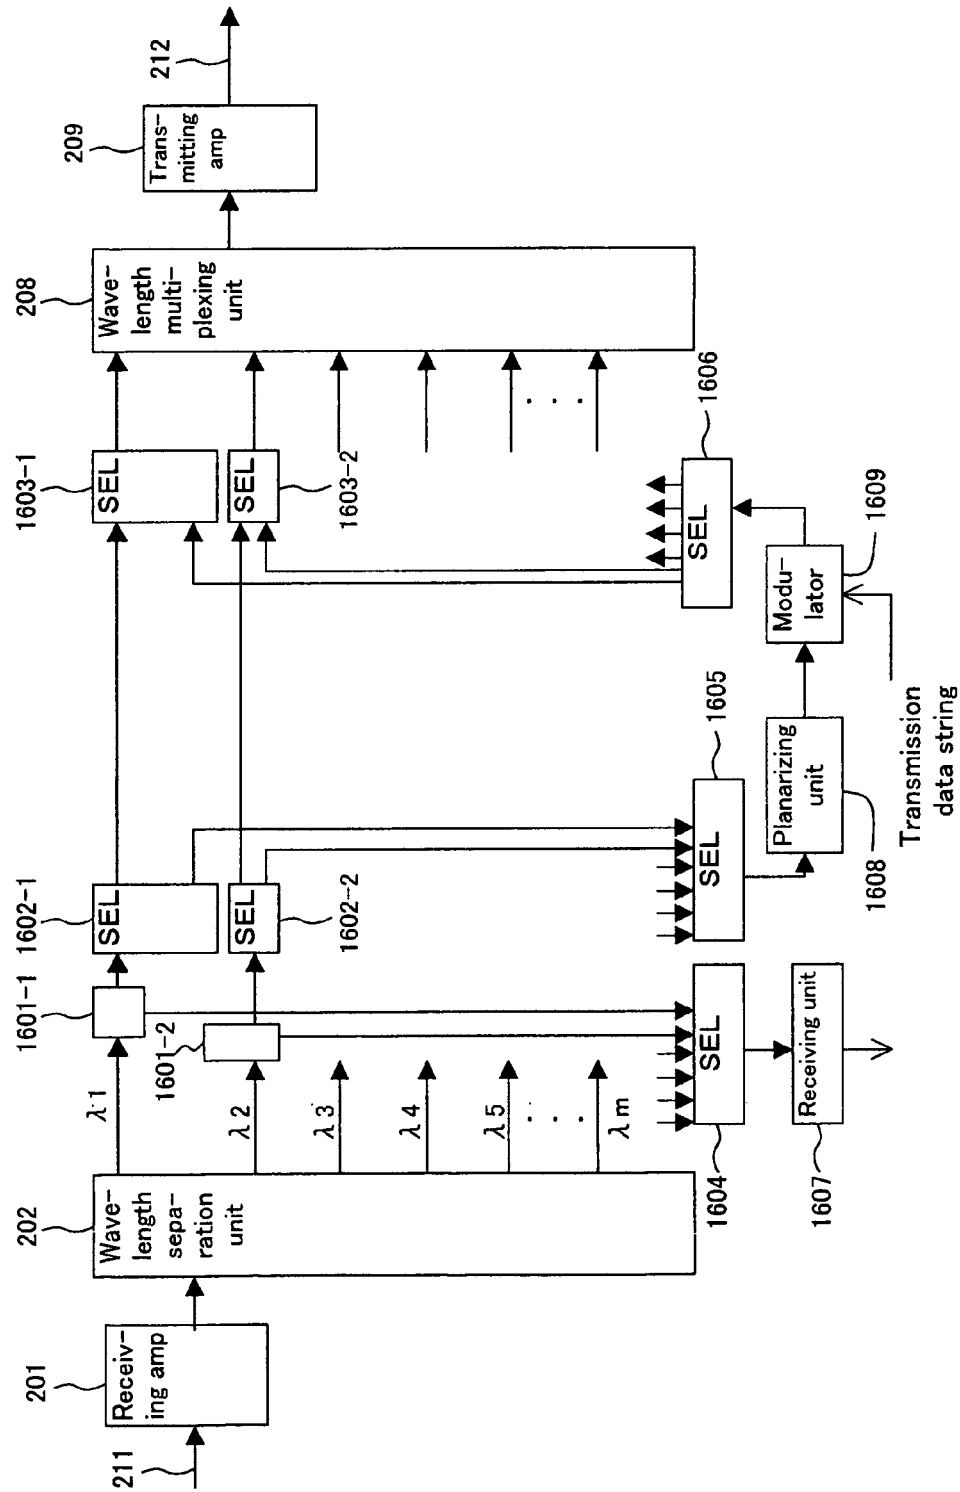 211
201
Receiv-
ing amp
202
Wave-
length
sepa-
ration
unit
λ1
λ2
λ3
λ4
λ5
. . .
λm
1601-1
1601-2
1602-1
SEL
SEL
1602-2
1603-1
SEL
SEL
1603-2
208
Wave-
length
multi-
plexing
unit
209
Trans-
mitting
amp
212
SEL
1604
Receiving unit
1607
SEL
1605
Planarizing
unit
1608
SEL
1606
Modu-
lator
1609
. . .
Transmission
data string